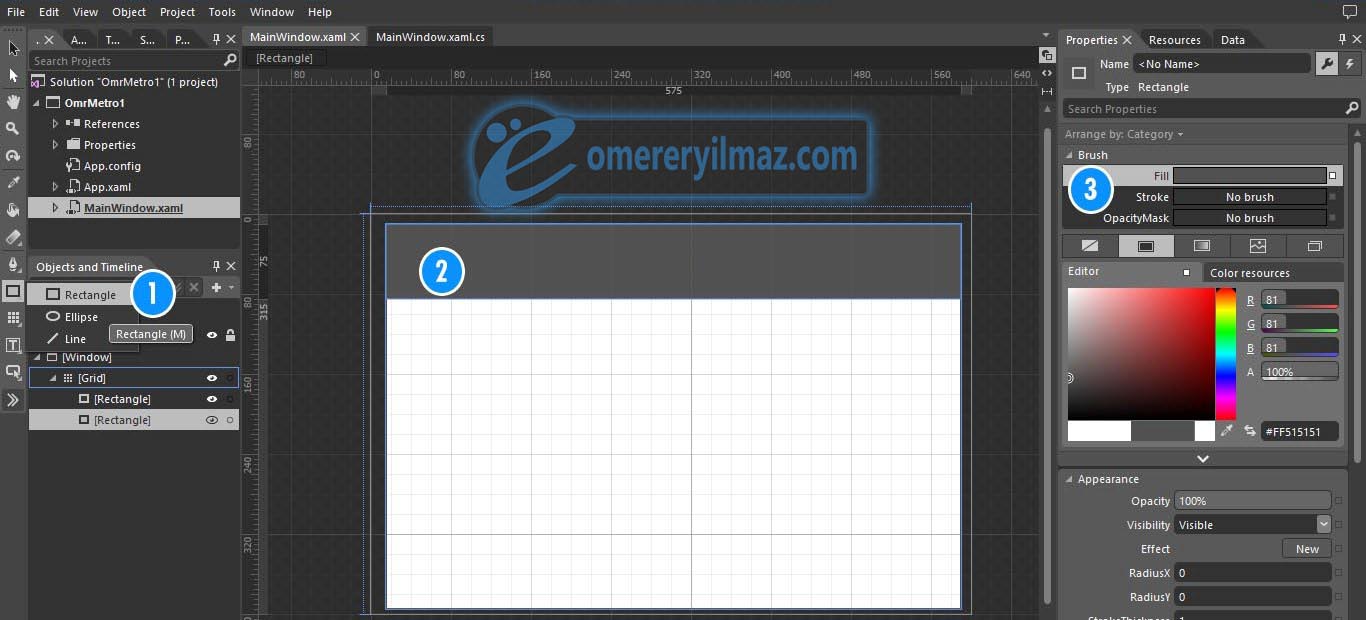 File Edit View Object Project Tools Window Help
. A... T... S... P...
MainWindow.xaml MainWindow.xaml.cs
Properties Resources Data
Search Projects
[Rectangle]
Name <No Name>
Type Rectangle
Solution "OmrMetro1" (1 project)
80 0 80 160 240 320 400 480 560 640
575
Search Properties
OmrMetro1
References
Properties
App.config
App.xaml
MainWindow.xaml
Arrange by: Category
Brush
Fill
Stroke No brush
OpacityMask No brush
3
omereryilmaz.com
80
0
75
80
315
160
240
320
Objects and Timeline
Rectangle
1
Ellipse
Rectangle (M)
Line
[Window]
[Grid]
[Rectangle]
[Rectangle]
2
Editor Color resources
R 81
G 81
B 81
A 100%
#FF515151
Appearance
Opacity 100%
Visibility Visible
Effect New
RadiusX 0
RadiusY 0
StrokeThickness 1